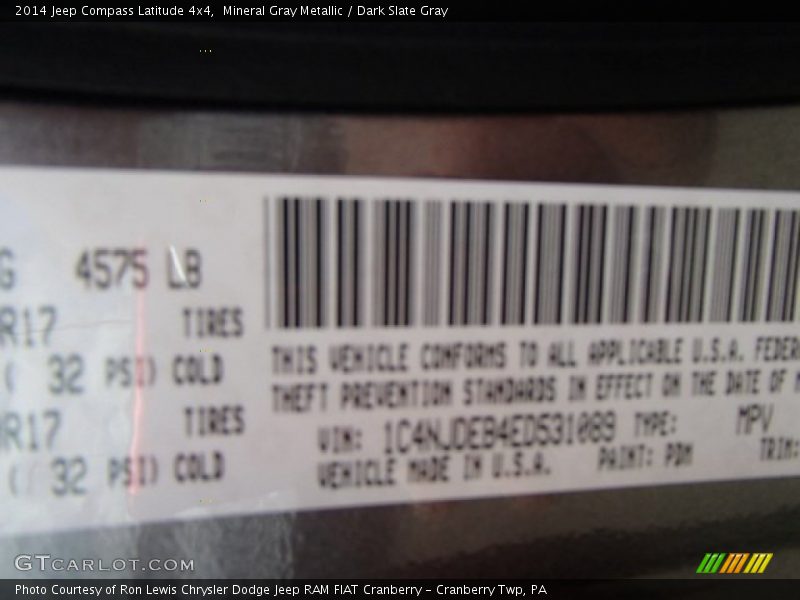 2014 Jeep Compass Latitude 4x4,  Mineral Gray Metallic / Dark Slate Gray
G 4575 LB
R17 TIRES
( 32 PSI) COLD
R17 TIRES
( 32 PSI) COLD
THIS VEHICLE CONFORMS TO ALL APPLICABLE U.S.A. FEDERA
THEFT PREVENTION STANDARDS IN EFFECT ON THE DATE OF M
VIN: 1C4NJDEB4ED531089 TYPE: MPV
VEHICLE MADE IN U.S.A. PAINT: PDM TRIM:
GTCARLOT.COM
Photo Courtesy of Ron Lewis Chrysler Dodge Jeep RAM FIAT Cranberry – Cranberry Twp, PA